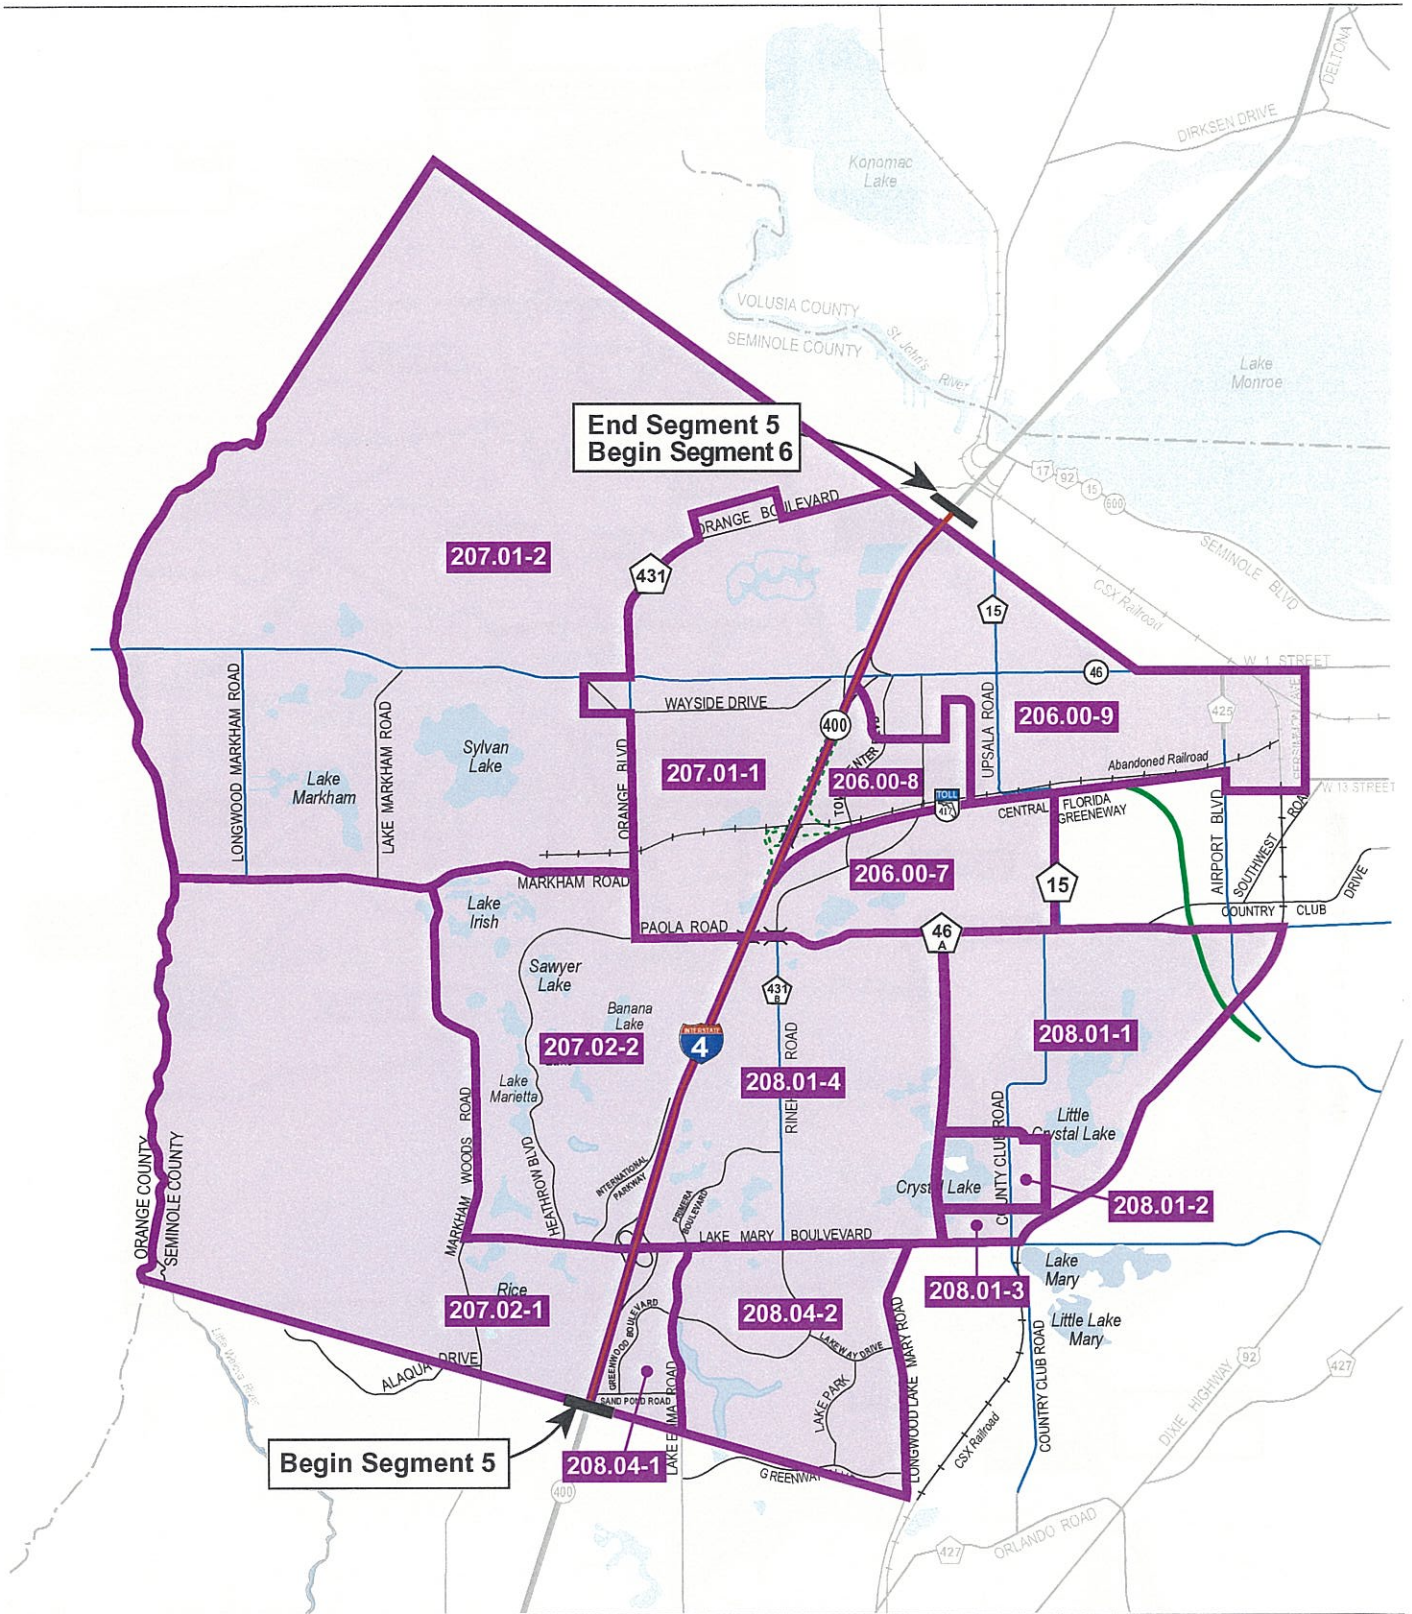 DELTONA
DIRKSEN DRIVE
Konomac
Lake
VOLUSIA COUNTY
SEMINOLE COUNTY
St. John's River
Lake
Monroe
End Segment 5
Begin Segment 6
17
92
15
600
ORANGE BOULEVARD
207.01-2
431
SEMINOLE BLVD
CSX Railroad
15
W 1 STREET
46
LONGWOOD MARKHAM ROAD
LAKE MARKHAM ROAD
WAYSIDE DRIVE
UPSALA ROAD
206.00-9
425
400
Sylvan
Lake
ORANGE BLVD
207.01-1
206.00-8
Abandoned Railroad
Lake
Markham
TOLL
417
CENTRAL FLORIDA
GREENEWAY
W 13 STREET
AIRPORT BLVD
SOUTHWEST ROAD
MARKHAM ROAD
206.00-7
15
COUNTRY CLUB DRIVE
Lake
Irish
PAOLA ROAD
46
A
Sawyer
Lake
431
B
Banana
Lake
207.02-2
INTERSTATE
4
208.01-1
Lake
Marietta
208.01-4
RINEH ROAD
COUNTY CLUB ROAD
Little
Crystal Lake
MARKHAM WOODS ROAD
HEATHROW BLVD
INTERNATIONAL
PARKWAY
PRIMERA
BOULEVARD
Crystal Lake
208.01-2
ORANGE COUNTY
SEMINOLE COUNTY
LAKE MARY BOULVEVARD
Lake
Mary
208.01-3
Rice
207.02-1
208.04-2
Little Lake
Mary
GREENWOOD BOULEVARD
LAKEWAY DRIVE
LONGWOOD LAKE MARY ROAD
COUNTRY CLUB ROAD
92
427
ALAQUA DRIVE
SAND POND ROAD
LAKE EMMA ROAD
LAKE PARK
DIXIE HIGHWAY
CSX Railroad
Begin Segment 5
208.04-1
GREENWAY
400
427
ORLANDO ROAD